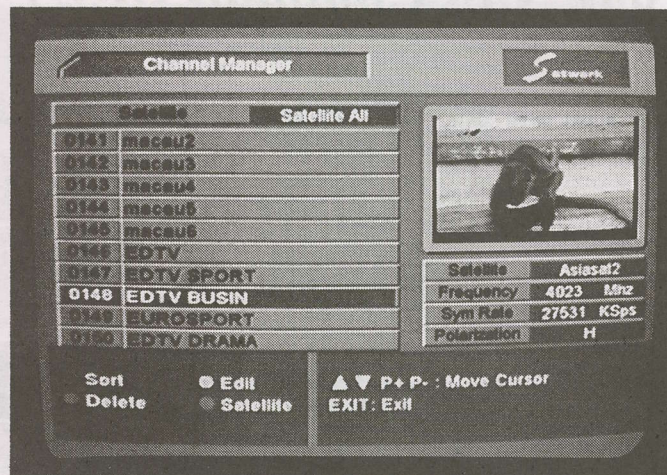 Channel Manager
Satwork
Satellite Satellite All
0141 macau2
0142 macau3
0143 macau4
0144 macau5
0145 macau6
0146 EDTV
0147 EDTV SPORT
0148 EDTV BUSIN
0149 EUROSPORT
0150 EDTV DRAMA
Satellite Asiasat2
Frequency 4023 Mhz
Sym Rate 27531 KSps
Polarization H
Sort Edit
Delete Satellite
▲ ▼ P+ P- : Move Cursor
EXIT : Exit